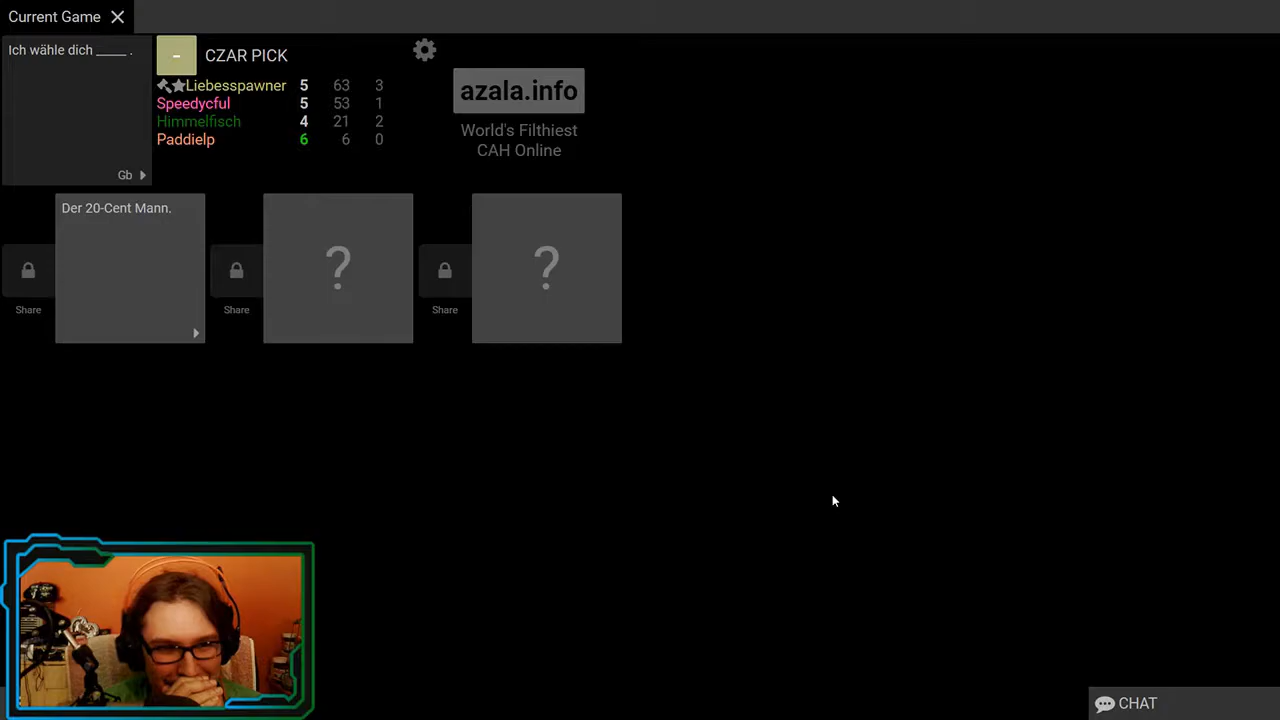 Current Game
Ich wähle dich _____ .
Gb
-
CZAR PICK
Liebesspawner 5 63 3
Speedycful 5 53 1
Himmelfisch 4 21 2
Paddielp 6 6 0
azala.info
World's Filthiest
CAH Online
Der 20-Cent Mann.
?
?
Share
Share
Share
CHAT